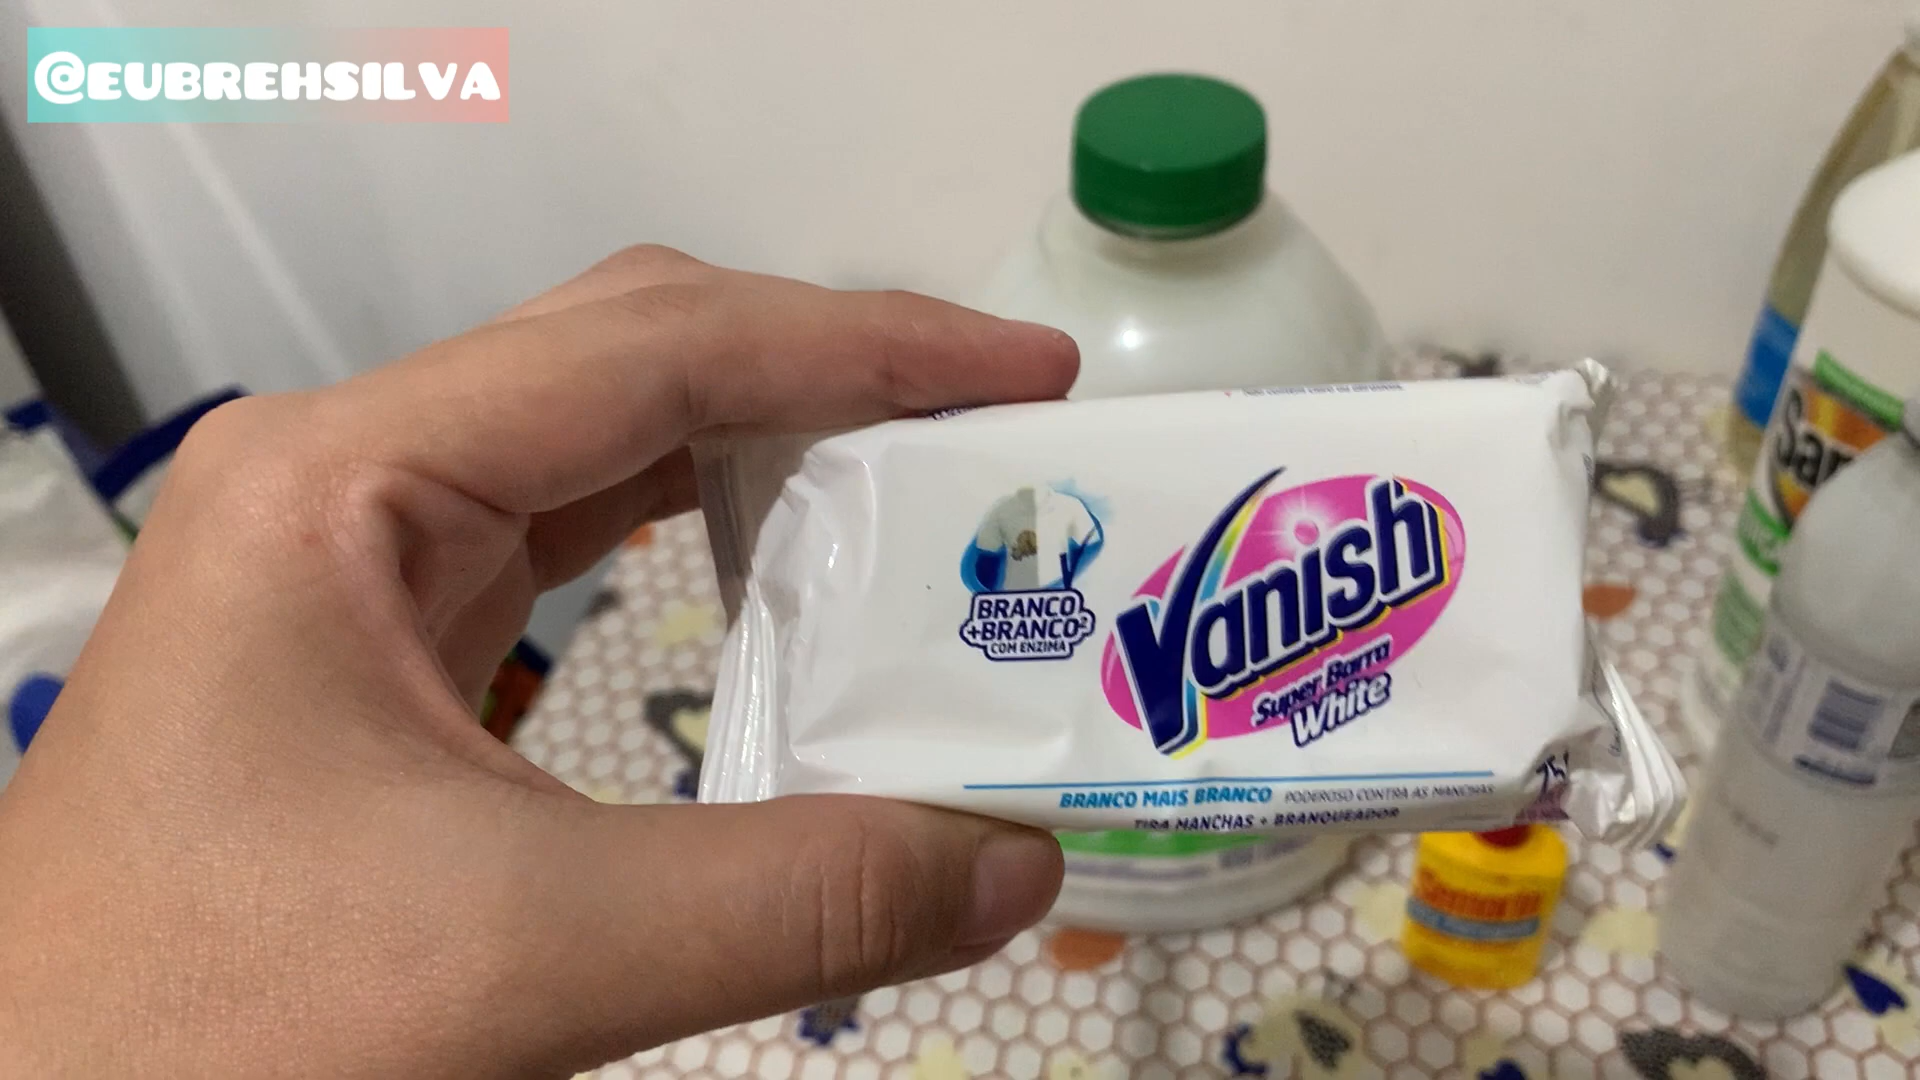 @EUBREHSILVA
BRANCO
+BRANCO²
COM ENZIMA
Vanish
Super Barra
White
BRANCO MAIS BRANCO PODEROSO CONTRA AS MANCHAS
TIRA MANCHAS + BRANQUEADOR